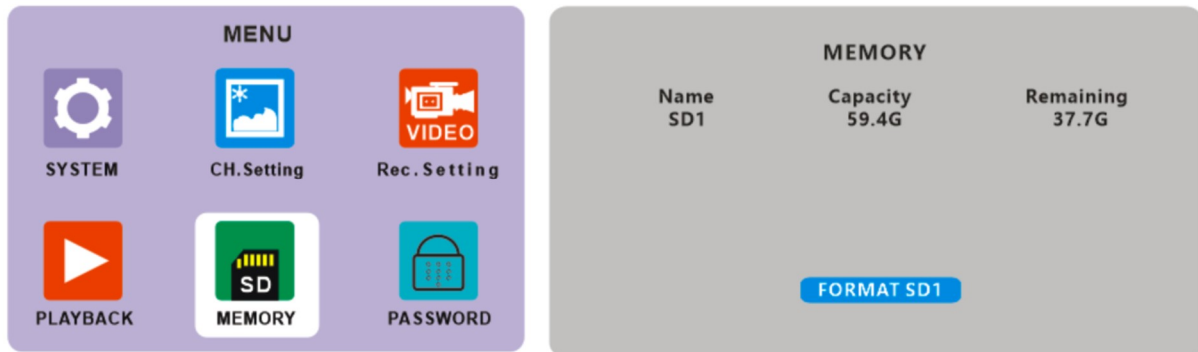 MENU
SYSTEM
CH.Setting
VIDEO
Rec.Setting
PLAYBACK
SD
MEMORY
PASSWORD
MEMORY
Name Capacity Remaining
SD1 59.4G 37.7G
FORMAT SD1